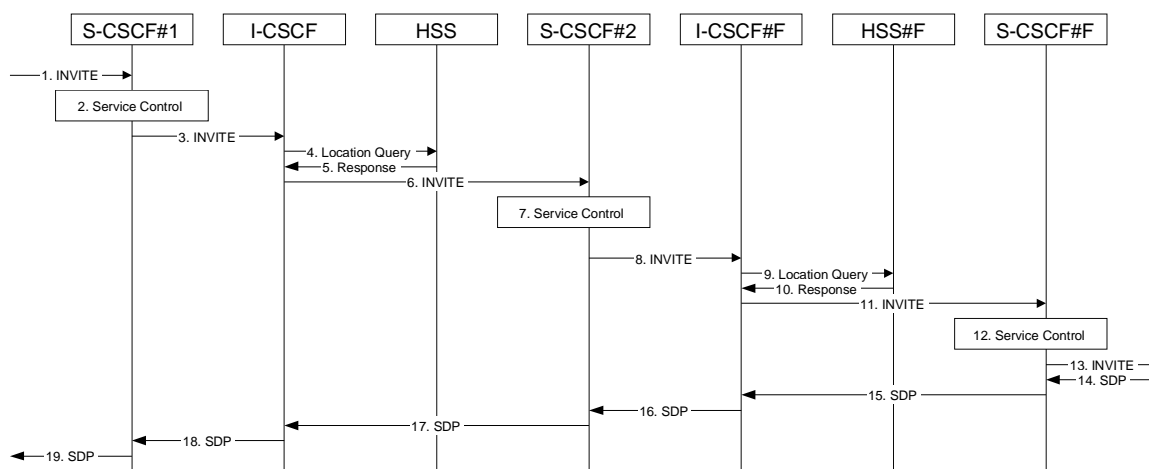 S-CSCF#1
I-CSCF
HSS
S-CSCF#2
I-CSCF#F
HSS#F
S-CSCF#F
1. INVITE
2. Service Control
3. INVITE
4. Location Query
5. Response
6. INVITE
7. Service Control
8. INVITE
9. Location Query
10. Response
11. INVITE
12. Service Control
13. INVITE
14. SDP
15. SDP
16. SDP
17. SDP
18. SDP
19. SDP